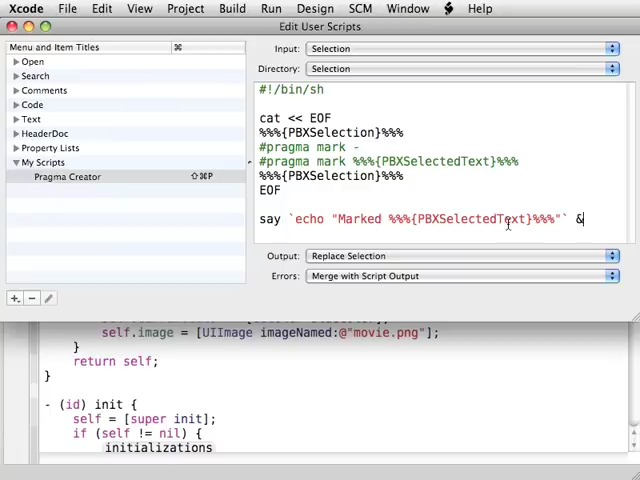 Xcode File Edit View Project Build Run Design SCM Window Help
Edit User Scripts
Menu and Item Titles ⌘
Open
Search
Comments
Code
Text
HeaderDoc
Property Lists
My Scripts
Pragma Creator ⇧⌘P
Input: Selection
Directory: Selection
#!/bin/sh
cat << EOF
%%%{PBXSelection}%%%
#pragma mark -
#pragma mark %%%{PBXSelectedText}%%%
%%%{PBXSelection}%%%
EOF
say `echo "Marked %%%{PBXSelectedText}%%%"` &
Output: Replace Selection
Errors: Merge with Script Output
self.image = [UIImage imageNamed:@"movie.png"];
}
return self;
}
- (id) init {
self = [super init];
if (self != nil) {
initializations